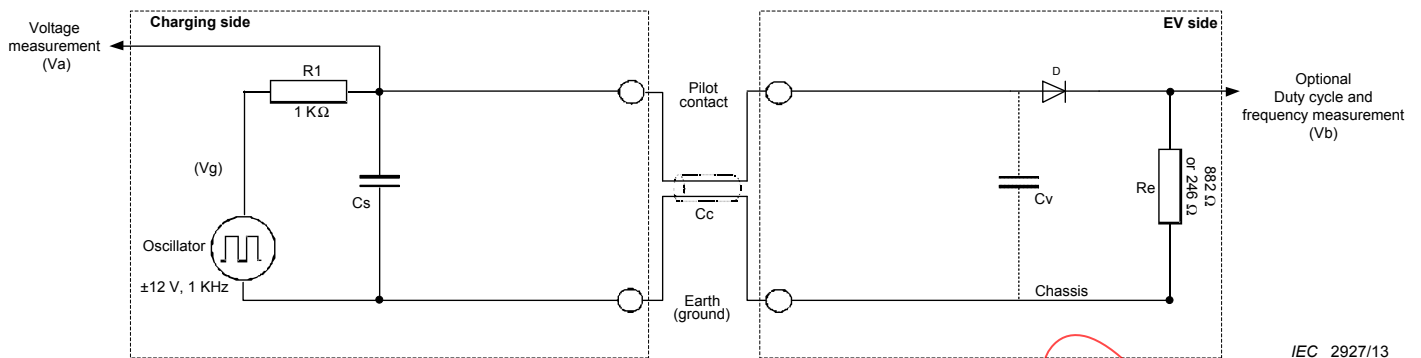 Charging side
EV side
Voltage
measurement
(Va)
R1
1 KΩ
(Vg)
Cs
Oscillator
±12 V, 1 KHz
Pilot
contact
Cc
Earth
(ground)
D
Cv
Re
882 Ω
or 246 Ω
Chassis
Optional
Duty cycle and
frequency measurement
(Vb)
IEC 2927/13